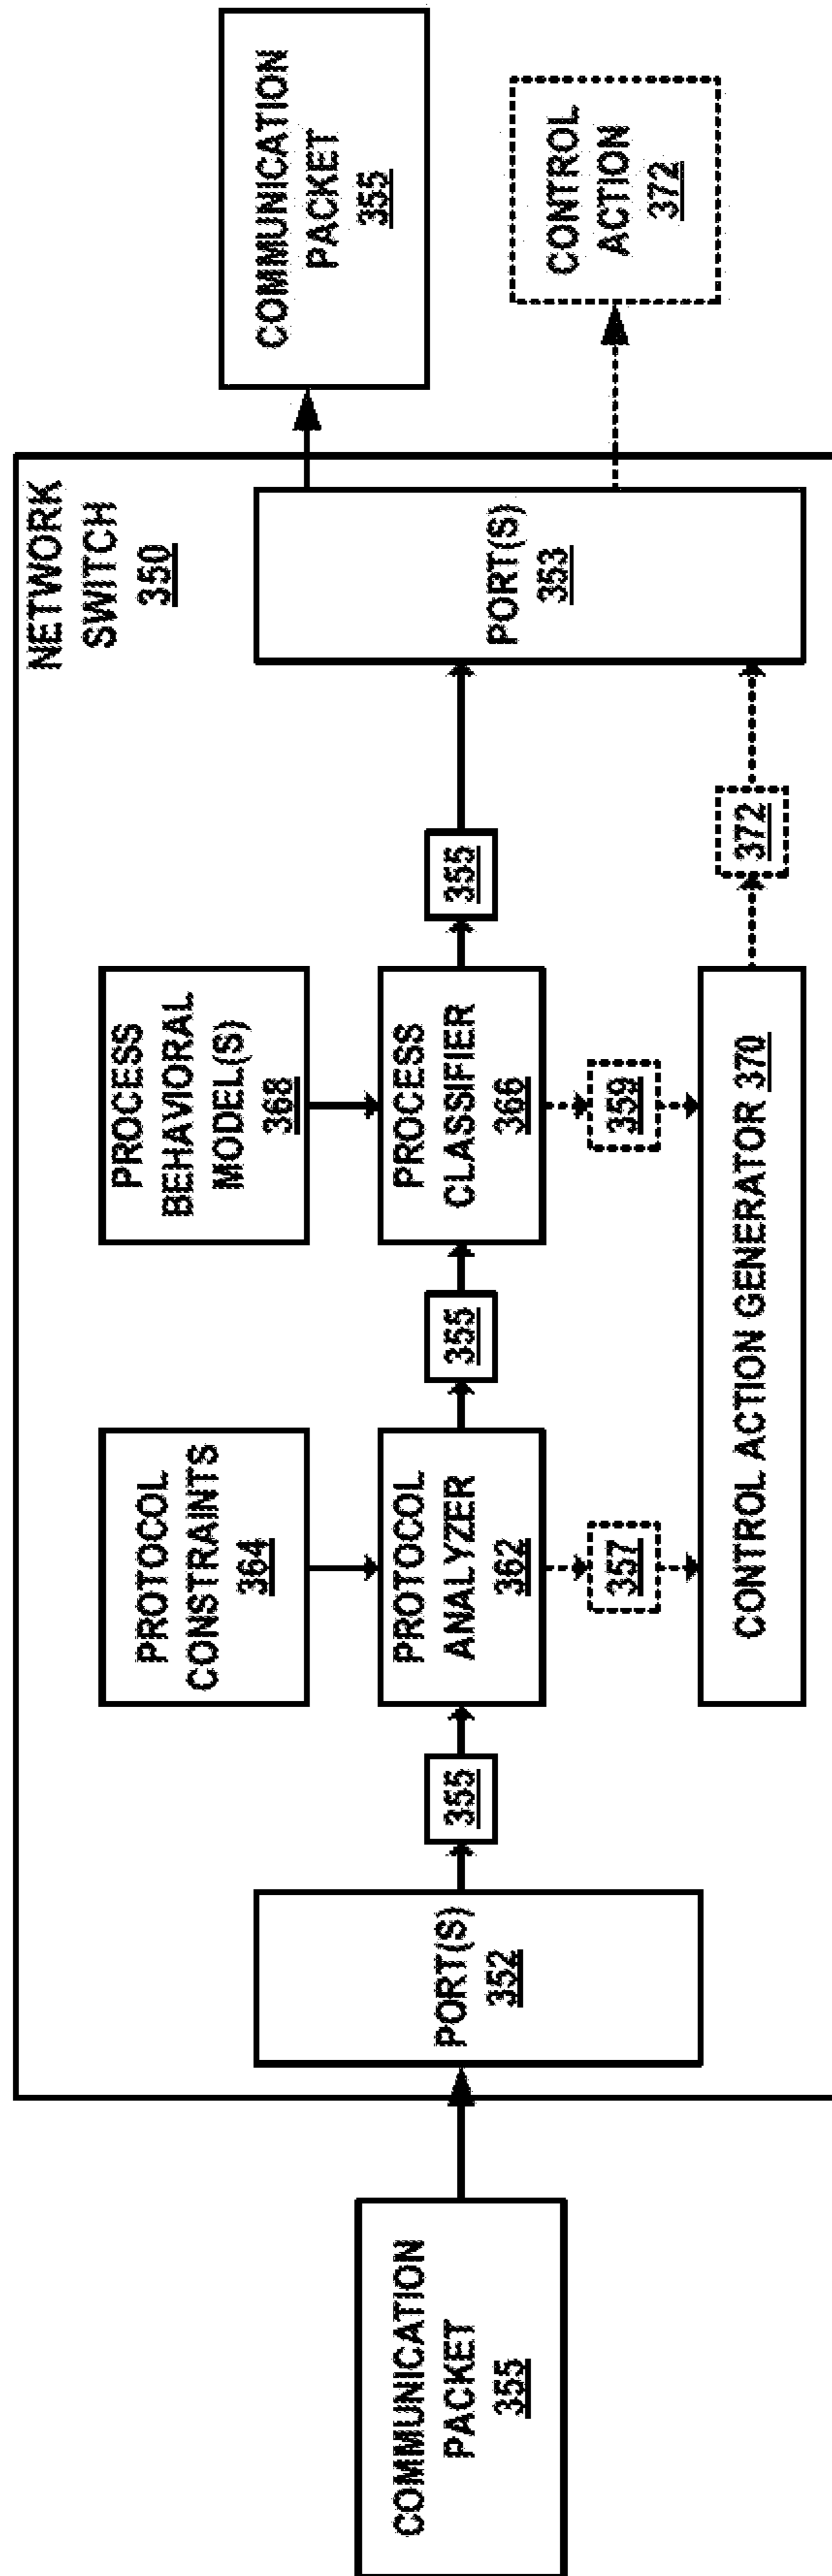 NETWORK
SWITCH
350
COMMUNICATION
PACKET
355
PORT(S)
352
355
PROTOCOL
CONSTRAINTS
364
PROTOCOL
ANALYZER
362
357
355
PROCESS
BEHAVIORAL
MODEL(S)
368
PROCESS
CLASSIFIER
366
359
CONTROL ACTION GENERATOR 370
355
372
PORT(S)
353
COMMUNICATION
PACKET
355
CONTROL
ACTION
372